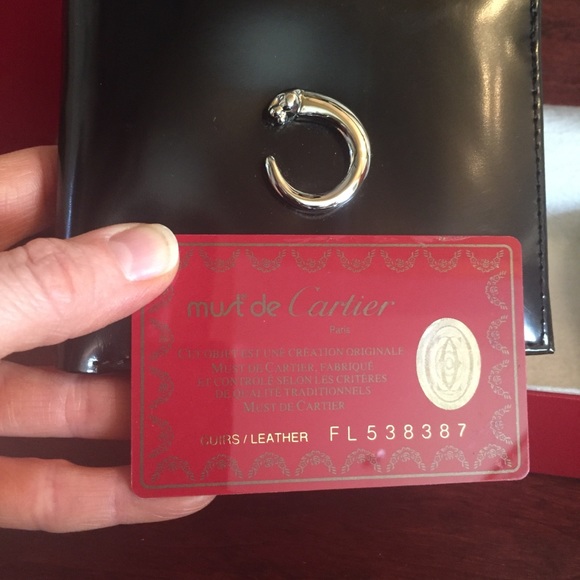 must de Cartier
Paris
EST UNE CRÉATION ORIGINALE
MUST DE CARTIER, FABRIQUÉ
ET CONTRÔLÉ SELON LES CRITÈRES
DE QUALITÉ TRADITIONNELS
MUST DE CARTIER
CUIRS/LEATHER FL538387